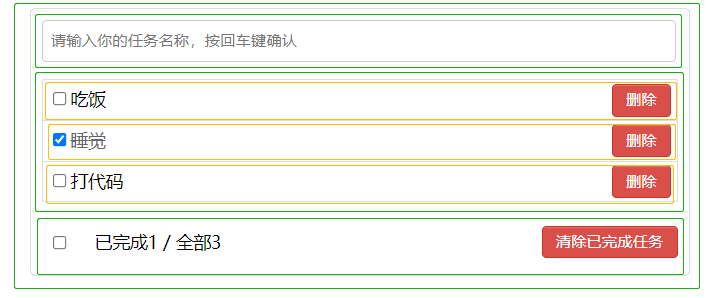 请输入你的任务名称，按回车键确认
吃饭 删除
睡觉 删除
打代码 删除
已完成1 / 全部3 清除已完成任务